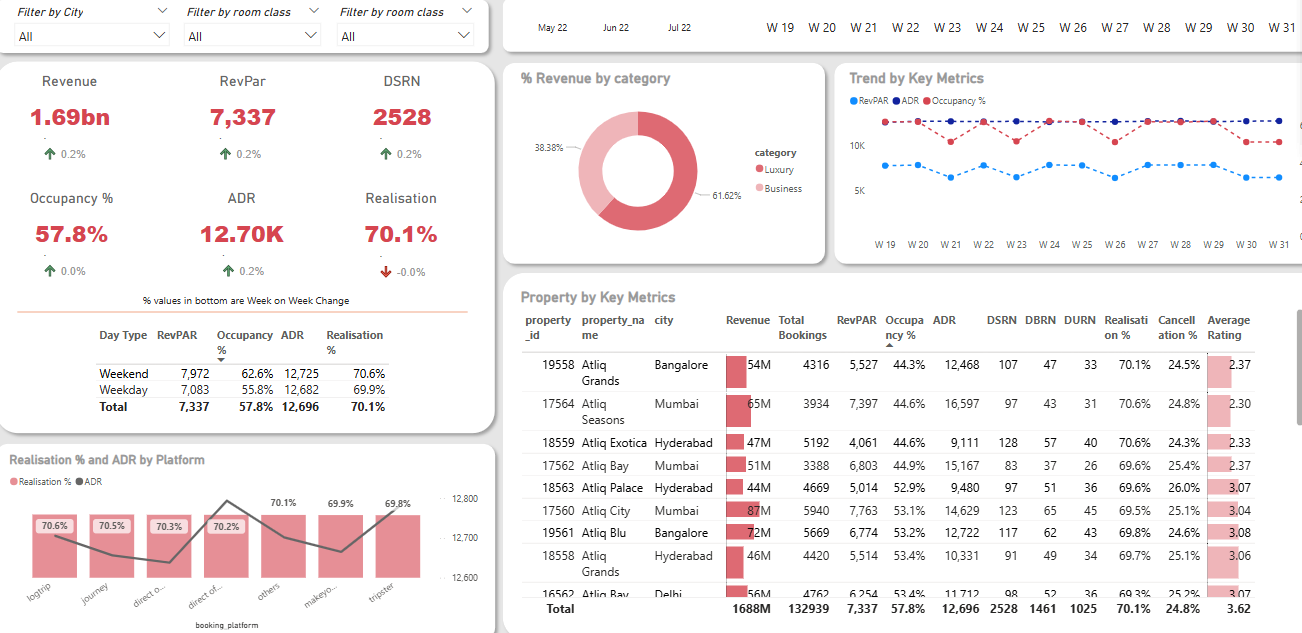 Filter by City
Filter by room class
Filter by room class
All
All
All
May 22
Jun 22
Jul 22
W 19 W 20 W 21 W 22 W 23 W 24 W 25 W 26 W 27 W 28 W 29 W 30 W 31
Revenue
RevPar
DSRN
1.69bn
7,337
2528
0.2%
0.2%
0.2%
Occupancy %
ADR
Realisation
57.8%
12.70K
70.1%
0.0%
0.2%
-0.0%
% values in bottom are Week on Week Change
Day Type RevPAR Occupancy % ADR Realisation %
Weekend 7,972 62.6% 12,725 70.6%
Weekday 7,083 55.8% 12,682 69.9%
Total 7,337 57.8% 12,696 70.1%
Realisation % and ADR by Platform
Realisation % ADR
70.6%
70.5%
70.3%
70.2%
70.1%
69.9%
69.8%
12,800
12,700
12,600
logtrip
journey
direct o...
direct of...
others
makeyo...
tripster
booking_platform
% Revenue by category
38.38%
61.62%
category
Luxury
Business
Trend by Key Metrics
RevPAR ADR Occupancy %
10K
5K
W 19 W 20 W 21 W 22 W 23 W 24 W 25 W 26 W 27 W 28 W 29 W 30 W 31
Property by Key Metrics
property_id property_name city Revenue Total Bookings RevPAR Occupancy % ADR DSRN DBRN DURN Realisation % Cancellation % Average Rating
19558 Atliq Grands Bangalore 54M 4316 5,527 44.3% 12,468 107 47 33 70.1% 24.5% 2.37
17564 Atliq Seasons Mumbai 65M 3934 7,397 44.6% 16,597 97 43 31 70.6% 24.8% 2.30
18559 Atliq Exotica Hyderabad 47M 5192 4,061 44.6% 9,111 128 57 40 70.6% 24.3% 2.33
17562 Atliq Bay Mumbai 51M 3388 6,803 44.9% 15,167 83 37 26 69.6% 25.4% 2.37
18563 Atliq Palace Hyderabad 44M 4669 5,014 52.9% 9,480 97 51 36 69.6% 26.0% 3.07
17560 Atliq City Mumbai 87M 5940 7,763 53.1% 14,629 123 65 45 69.5% 25.1% 3.04
19561 Atliq Blu Bangalore 72M 5669 6,774 53.2% 12,722 117 62 43 69.8% 24.6% 3.08
18558 Atliq Grands Hyderabad 46M 4420 5,514 53.4% 10,331 91 49 34 69.7% 25.1% 3.06
16562 Atliq Bay Delhi 56M 4762 6,254 53.4% 11,712 98 52 36 69.3% 25.2% 3.07
Total 1688M 132939 7,337 57.8% 12,696 2528 1461 1025 70.1% 24.8% 3.62